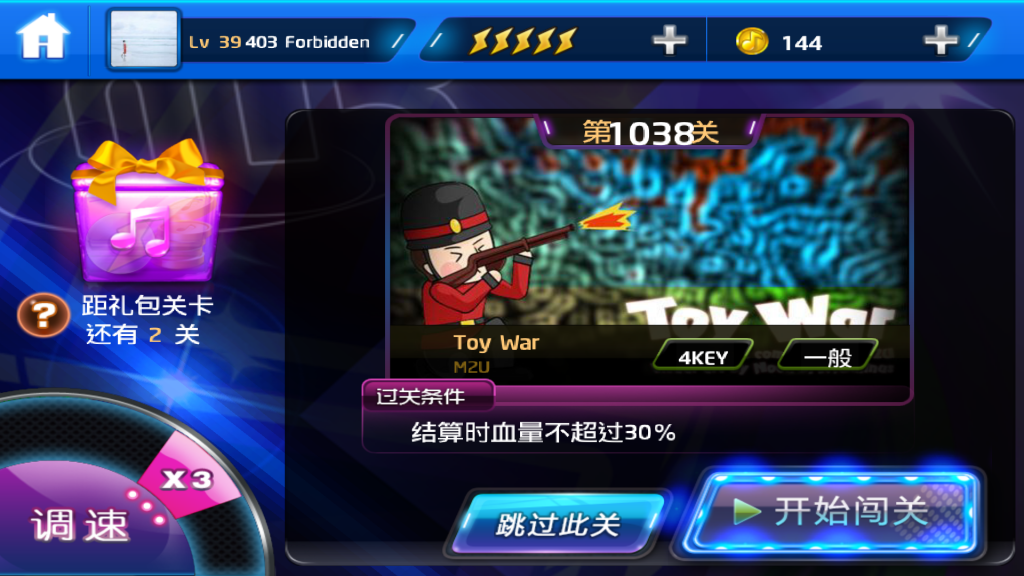 Lv 39 403 Forbidden
144
第1038关
距礼包关卡
还有 2 关
Toy War
Toy War
M2U
4KEY
一般
过关条件
结算时血量不超过30%
X3
调速
跳过此关
开始闯关